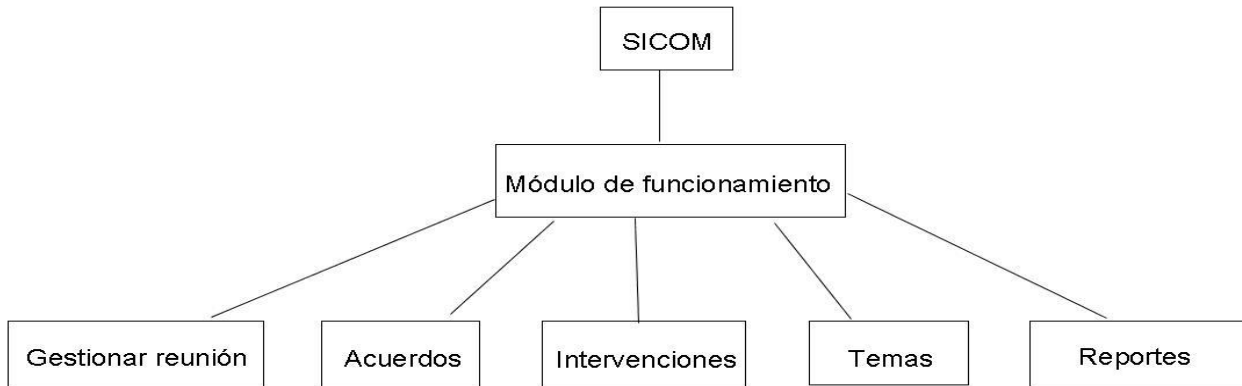 SICOM
Módulo de funcionamiento
Gestionar reunión
Acuerdos
Intervenciones
Temas
Reportes